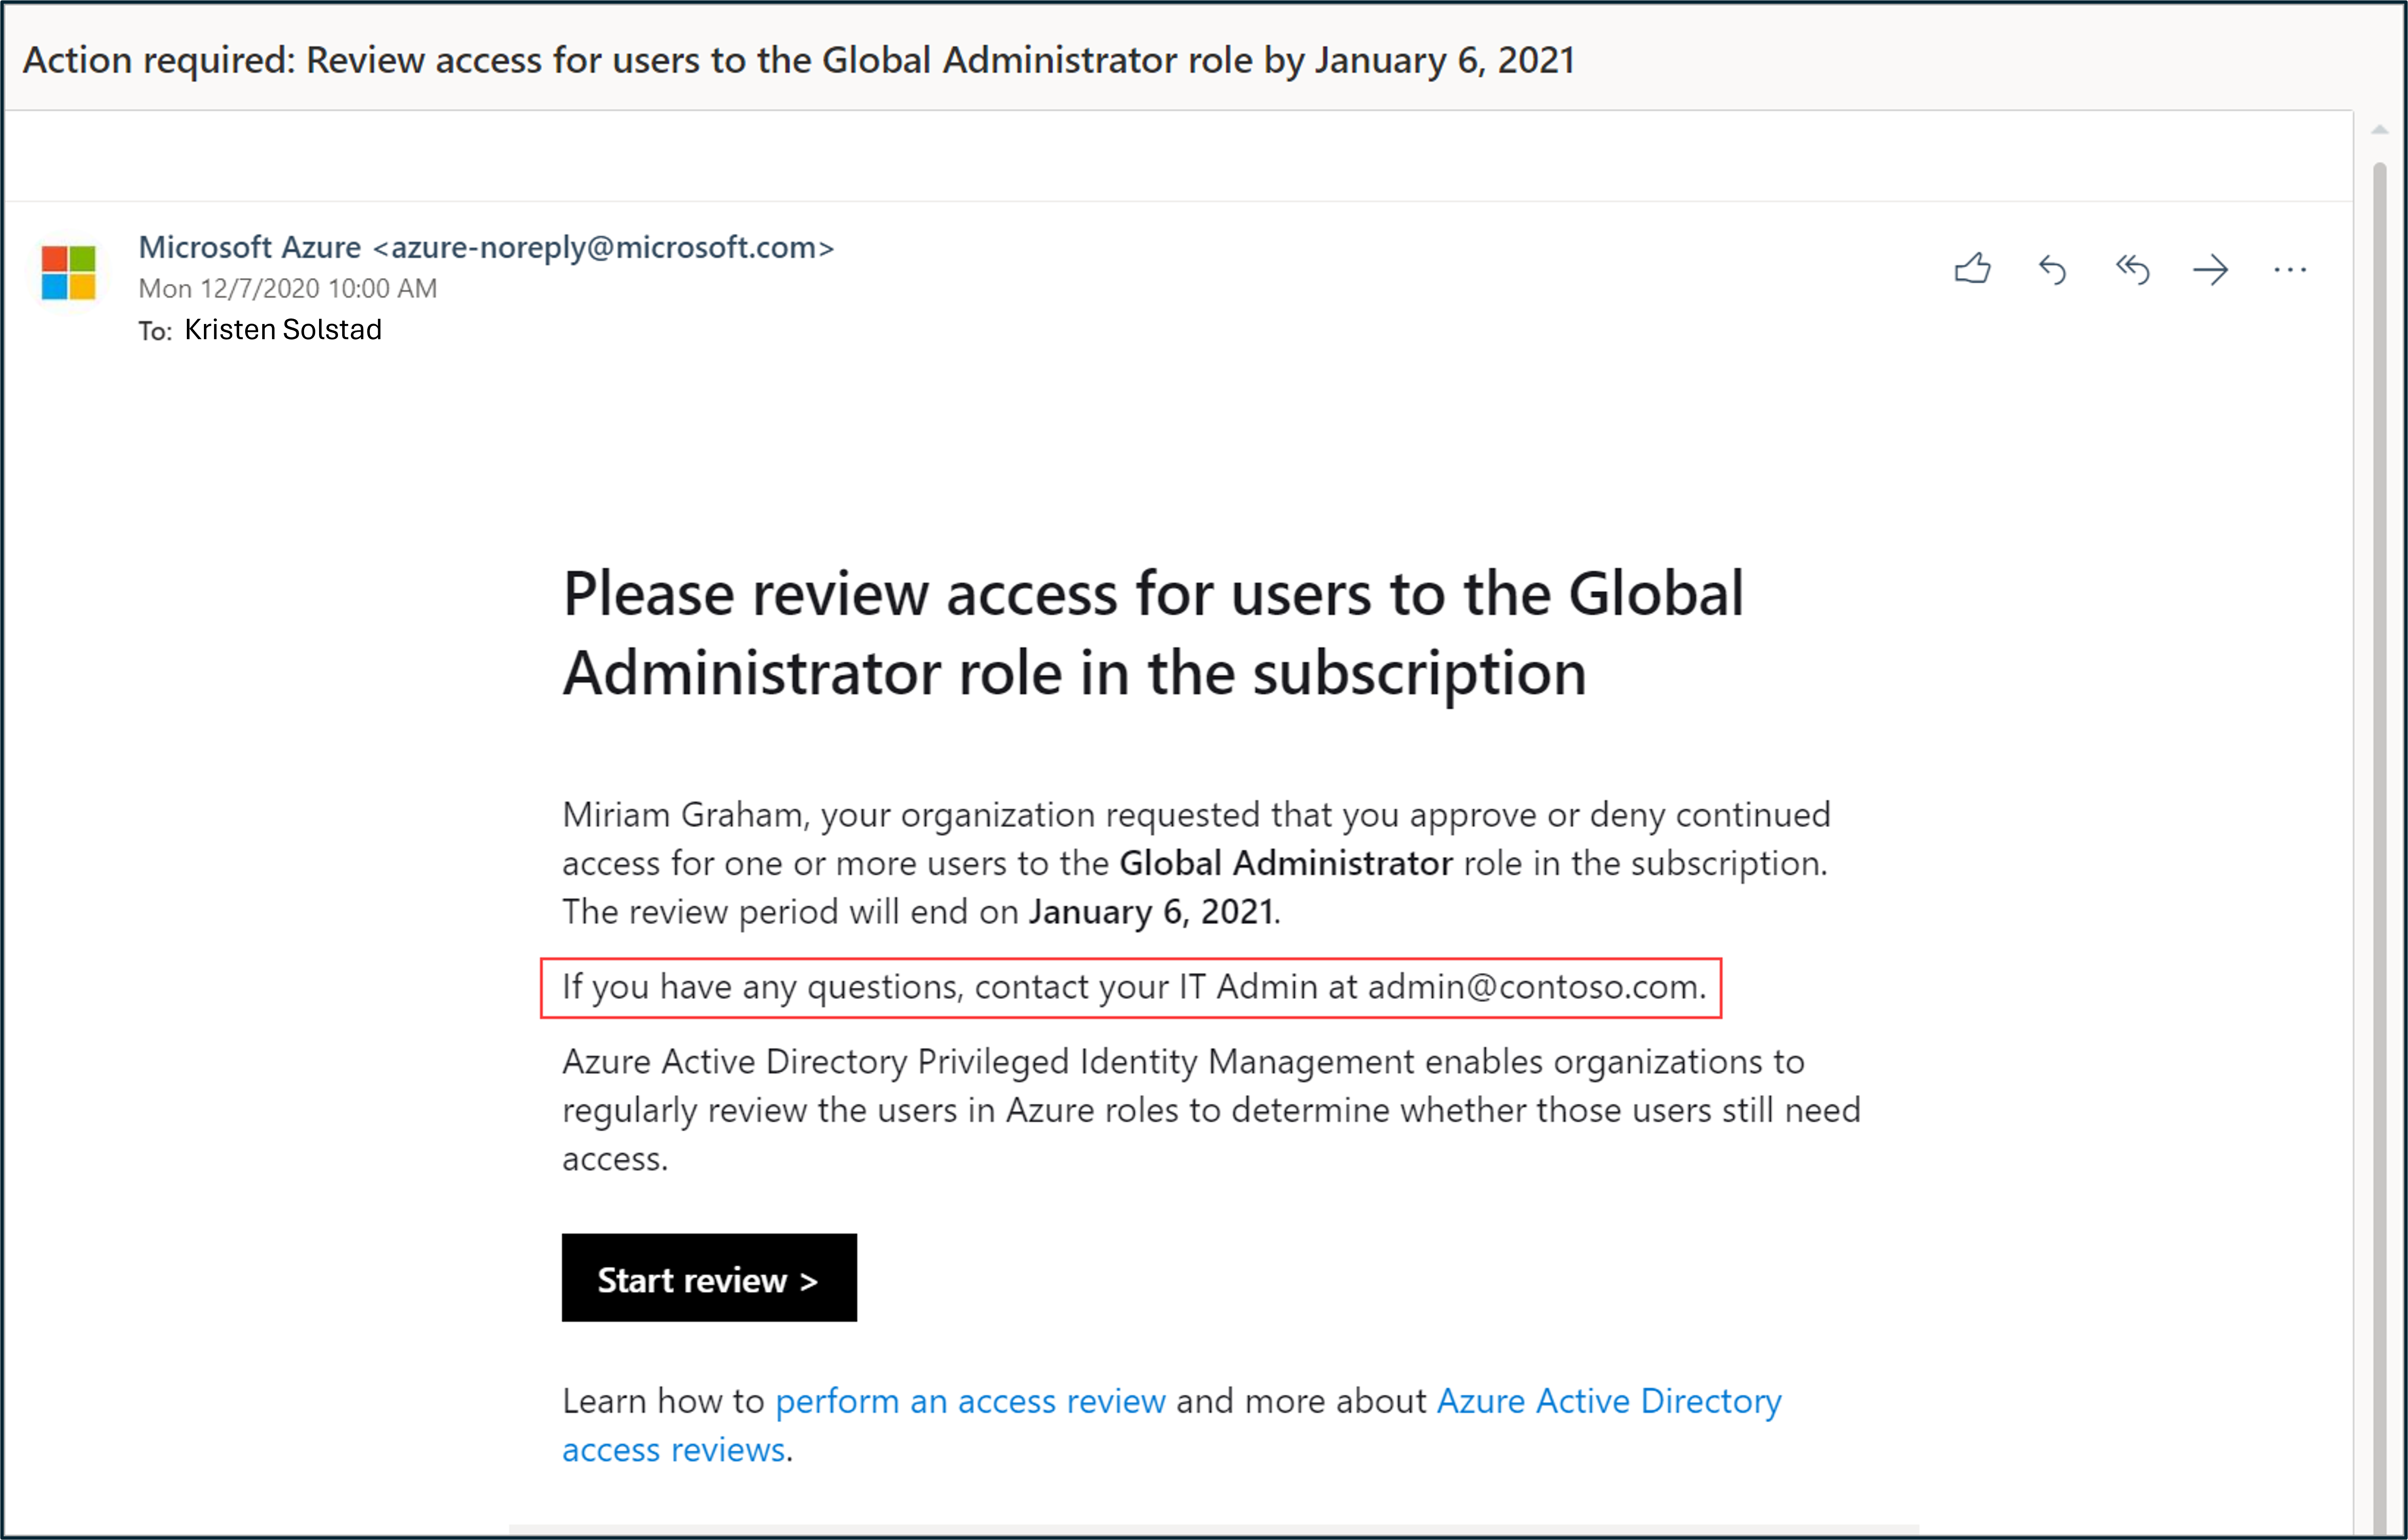 Action required: Review access for users to the Global Administrator role by January 6, 2021
Microsoft Azure <azure-noreply@microsoft.com>
Mon 12/7/2020 10:00 AM
To: Kristen Solstad
Please review access for users to the Global
Administrator role in the subscription
Miriam Graham, your organization requested that you approve or deny continued
access for one or more users to the Global Administrator role in the subscription.
The review period will end on January 6, 2021.
If you have any questions, contact your IT Admin at admin@contoso.com.
Azure Active Directory Privileged Identity Management enables organizations to
regularly review the users in Azure roles to determine whether those users still need
access.
Start review >
Learn how to perform an access review and more about Azure Active Directory
access reviews.